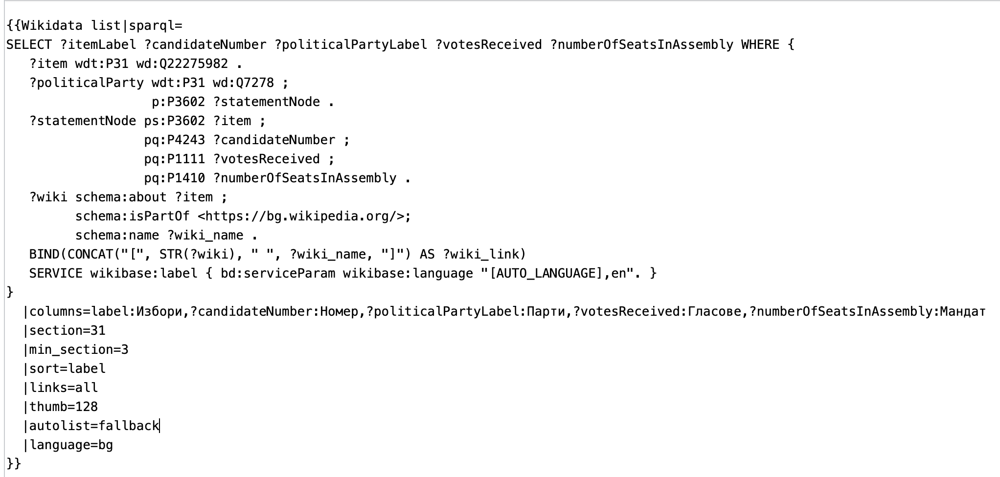 {{Wikidata list|sparql=
SELECT ?itemLabel ?candidateNumber ?politicalPartyLabel ?votesReceived ?numberOfSeatsInAssembly WHERE {
   ?item wdt:P31 wd:Q22275982 .
   ?politicalParty wdt:P31 wd:Q7278 ;
                   p:P3602 ?statementNode .
   ?statementNode ps:P3602 ?item ;
                  pq:P4243 ?candidateNumber ;
                  pq:P1111 ?votesReceived ;
                  pq:P1410 ?numberOfSeatsInAssembly .
   ?wiki schema:about ?item ;
         schema:isPartOf <https://bg.wikipedia.org/>;
         schema:name ?wiki_name .
   BIND(CONCAT("[", STR(?wiki), " ", ?wiki_name, "]") AS ?wiki_link)
   SERVICE wikibase:label { bd:serviceParam wikibase:language "[AUTO_LANGUAGE],en". }
}
  |columns=label:Избори,?candidateNumber:Номер,?politicalPartyLabel:Парти,?votesReceived:Гласове,?numberOfSeatsInAssembly:Мандат
  |section=31
  |min_section=3
  |sort=label
  |links=all
  |thumb=128
  |autolist=fallback
  |language=bg
}}